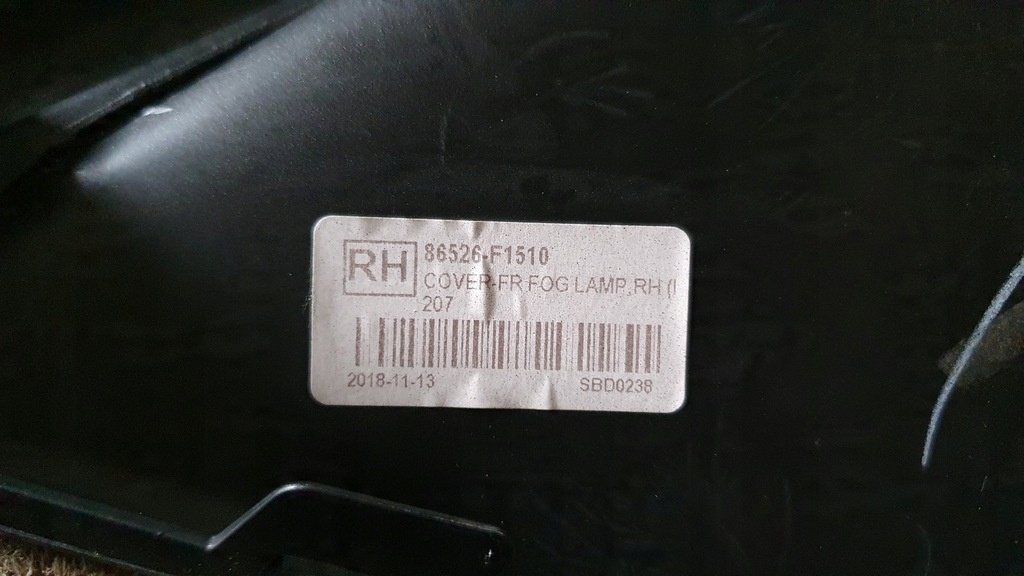 RH 86526-F1510
COVER-FR FOG LAMP,RH (I
207
2018-11-13 SBD0238